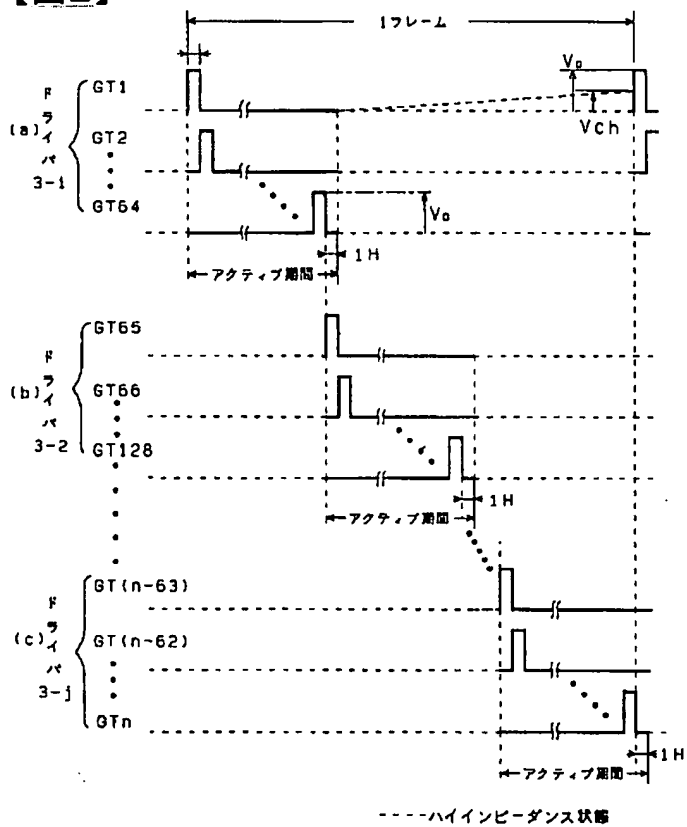 1フレーム
GT1
Vp
Vch
(a)
ドライバ
3-1
GT2
GT64
Vp
1H
アクティブ期間
GT65
(b)
ドライバ
3-2
GT66
GT128
1H
アクティブ期間
GT(n-63)
(c)
ドライバ
3-j
GT(n-62)
GTn
1H
アクティブ期間
----ハイインピーダンス状態